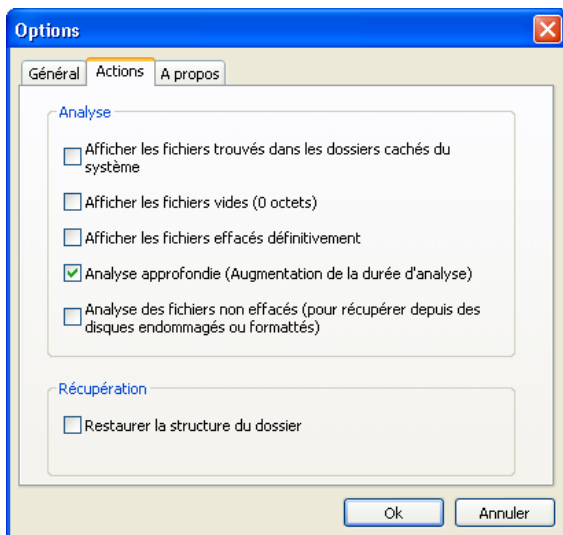 Options
Général
Actions
A propos
Analyse
Afficher les fichiers trouvés dans les dossiers cachés du
système
Afficher les fichiers vides (0 octets)
Afficher les fichiers effacés définitivement
Analyse approfondie (Augmentation de la durée d'analyse)
Analyse des fichiers non effacés (pour récupérer depuis des
disques endommagés ou formattés)
Récupération
Restaurer la structure du dossier
Ok
Annuler